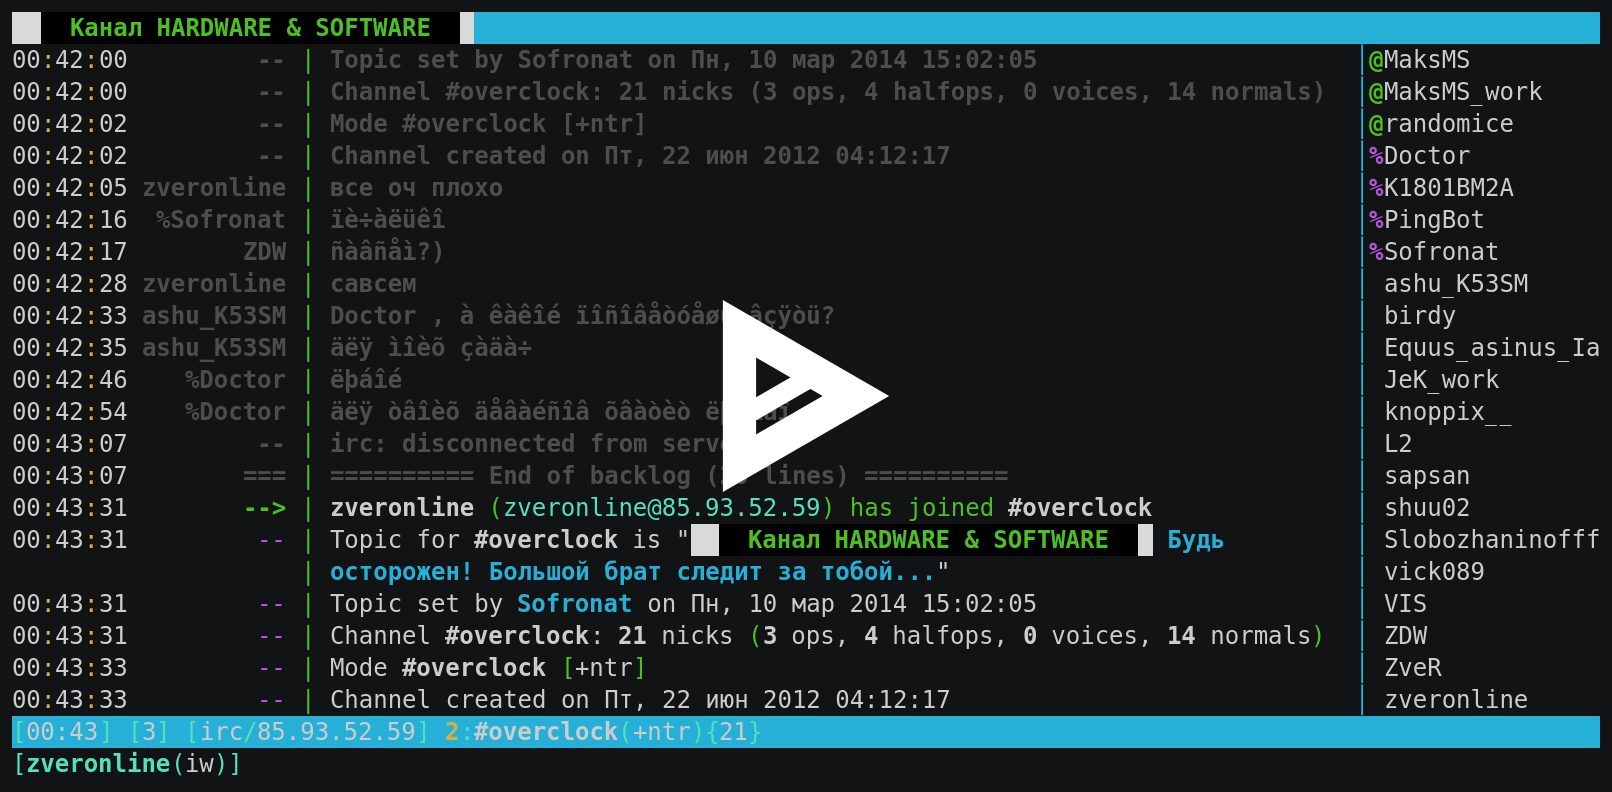 Канал HARDWARE & SOFTWARE
00:42:00 -- | Topic set by Sofronat on Пн, 10 мар 2014 15:02:05 |@MaksMS
00:42:00 -- | Channel #overclock: 21 nicks (3 ops, 4 halfops, 0 voices, 14 normals) |@MaksMS_work
00:42:02 -- | Mode #overclock [+ntr] |@randomice
00:42:02 -- | Channel created on Пт, 22 июн 2012 04:12:17 |%Doctor
00:42:05 zveronline | все оч плохо |%K1801BM2A
00:42:16 %Sofronat | ïè÷àëüêî |%PingBot
00:42:17 ZDW | ñàâñåì?) |%Sofronat
00:42:28 zveronline | савсем | ashu_K53SM
00:42:33 ashu_K53SM | Doctor , à êàêîé | birdy
00:42:35 ashu_K53SM | äëÿ ìîèõ çàäà÷ | Equus_asinus_Ia
00:42:46 %Doctor | ëþáîé | JeK_work
00:42:54 %Doctor | äëÿ òâîèõ äåâàéñîâ õâàòèò | knoppix__
00:43:07 -- | irc: disconnected from | L2
00:43:07 === | ========== End of backlog lines) ========== | sapsan
00:43:31 --> | zveronline (zveronline@85.93.52.59) has joined #overclock | shuu02
00:43:31 -- | Topic for #overclock is " Канал HARDWARE & SOFTWARE Будь | Slobozhaninofff
| осторожен! Большой брат следит за тобой..." | vick089
00:43:31 -- | Topic set by Sofronat on Пн, 10 мар 2014 15:02:05 | VIS
00:43:31 -- | Channel #overclock: 21 nicks (3 ops, 4 halfops, 0 voices, 14 normals) | ZDW
00:43:33 -- | Mode #overclock [+ntr] | ZveR
00:43:33 -- | Channel created on Пт, 22 июн 2012 04:12:17 | zveronline
[00:43] [3] [irc/85.93.52.59] 2:#overclock(+ntr){21}
[zveronline(iw)]